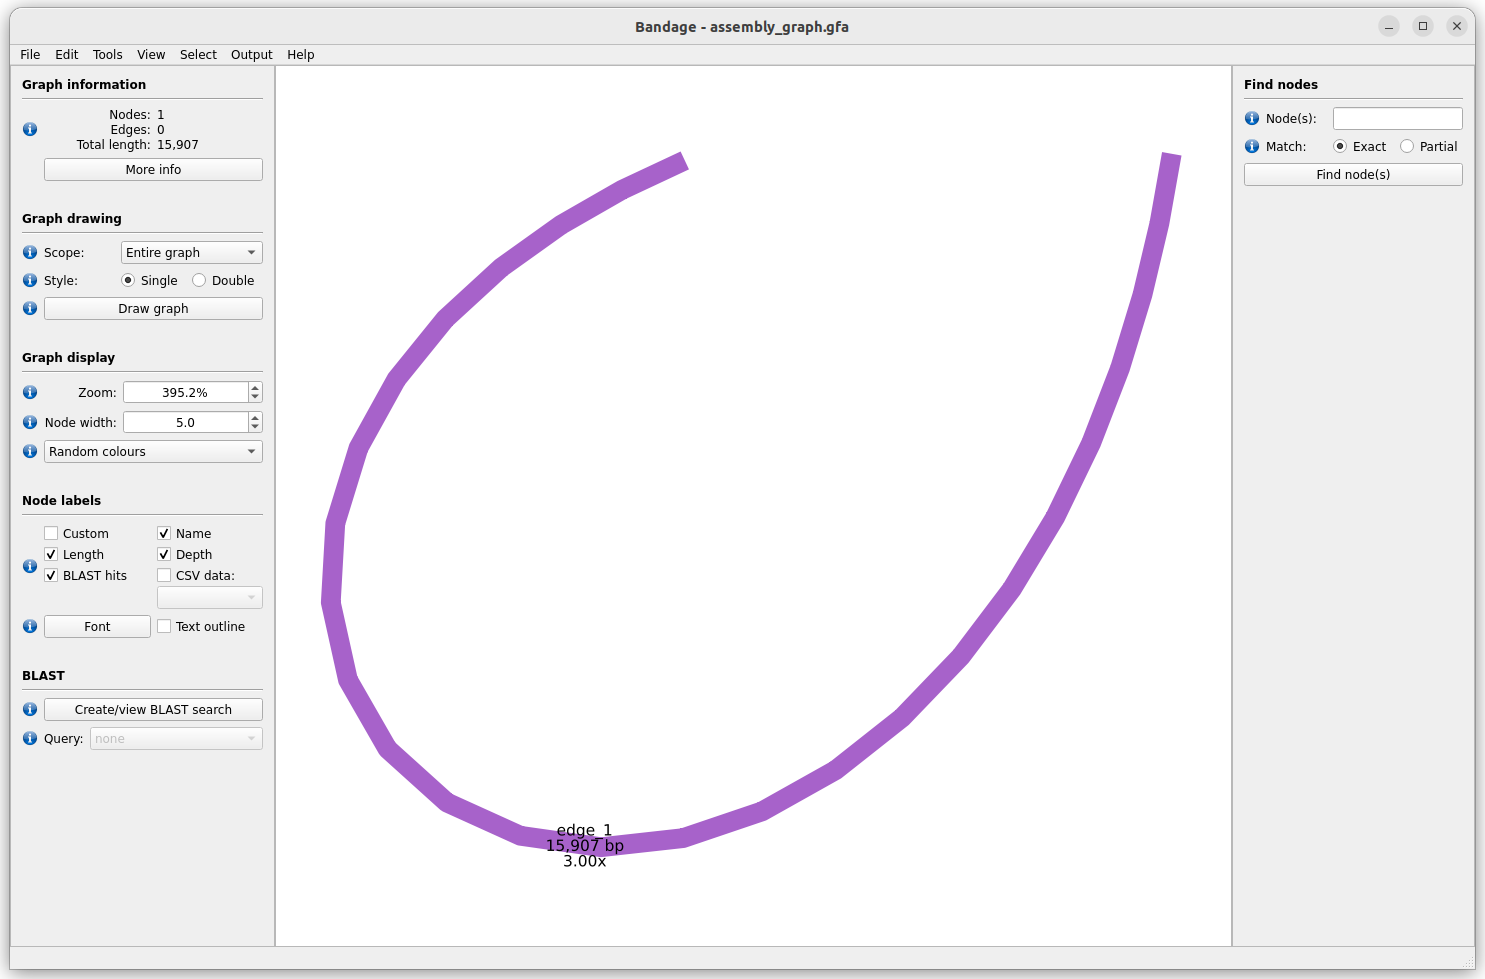 Bandage - assembly_graph.gfa
File Edit Tools View Select Output Help
Graph information
Nodes: 1
Edges: 0
Total length: 15,907
More info
Graph drawing
Scope: Entire graph
Style: Single Double
Draw graph
Graph display
Zoom: 395.2%
Node width: 5.0
Random colours
Node labels
Custom Name
Length Depth
BLAST hits CSV data:
Font Text outline
BLAST
Create/view BLAST search
Query: none
edge_1
15,907 bp
3.00x
Find nodes
Node(s):
Match: Exact Partial
Find node(s)